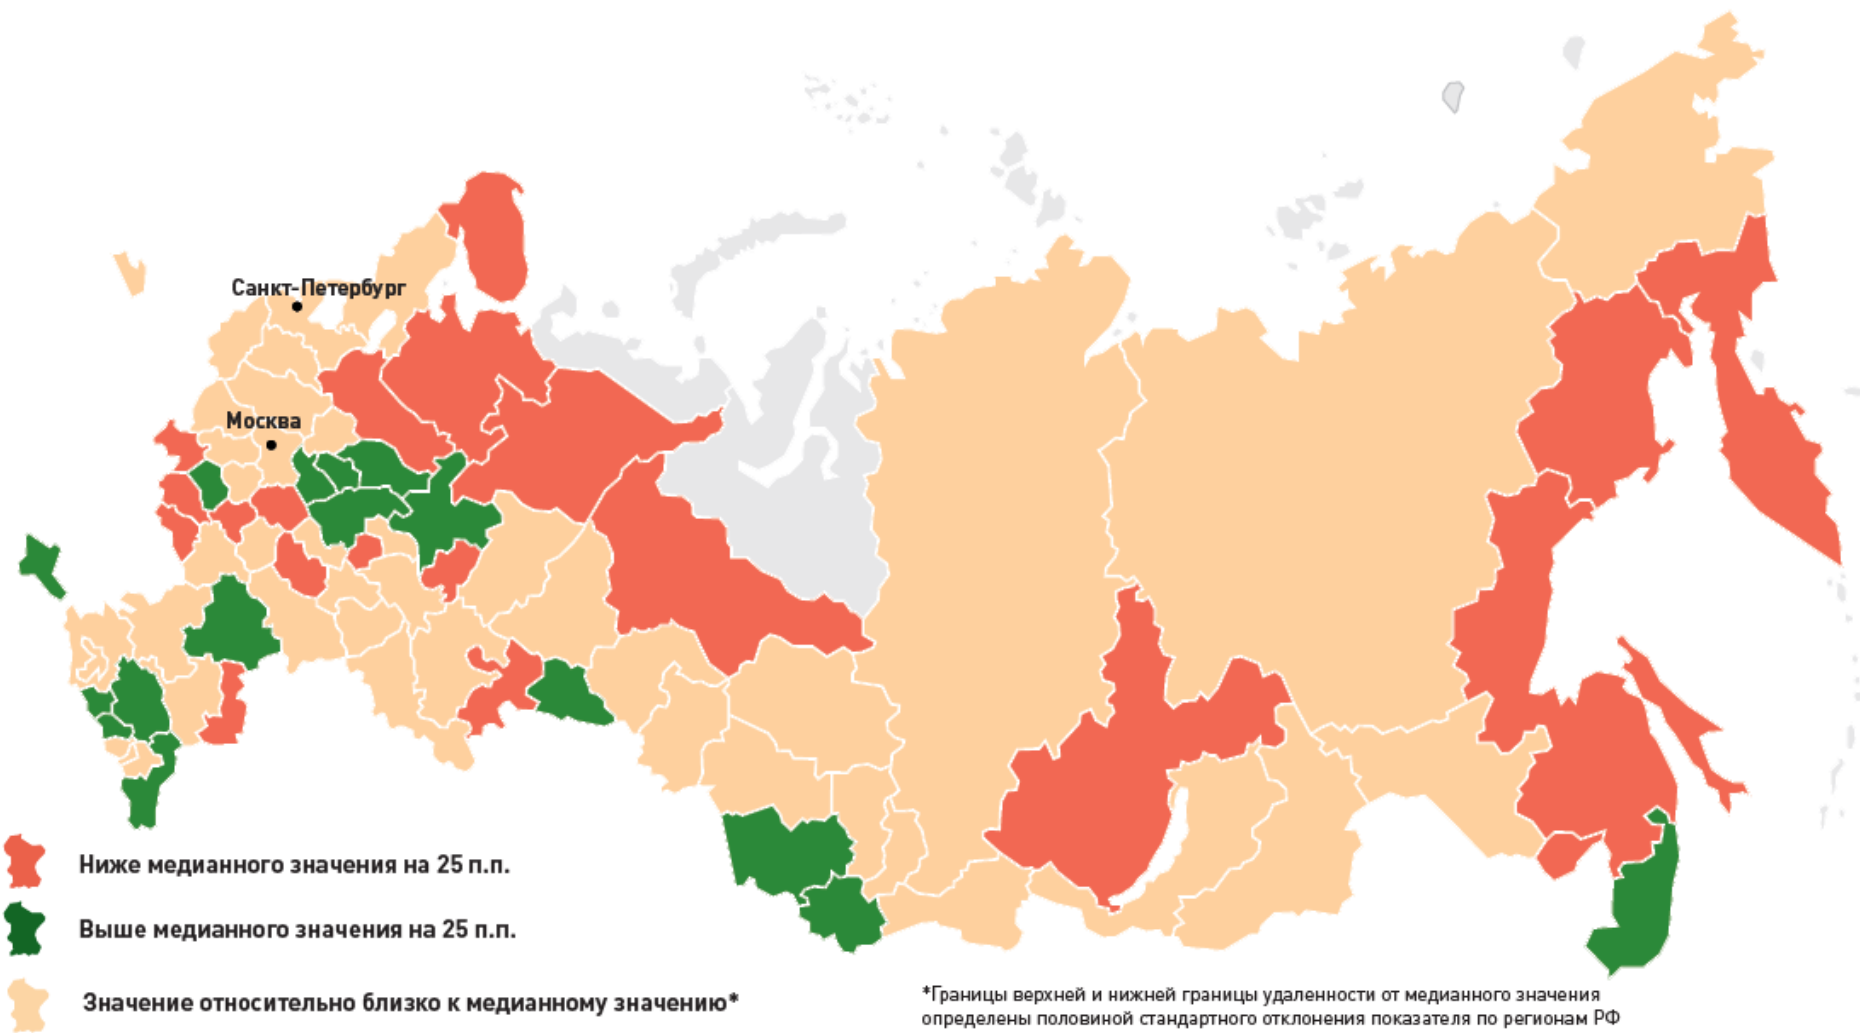 Санкт-Петербург
Москва
Ниже медианного значения на 25 п.п.
Выше медианного значения на 25 п.п.
Значение относительно близко к медианному значению*
*Границы верхней и нижней границы удаленности от медианного значения
определены половиной стандартного отклонения показателя по регионам РФ